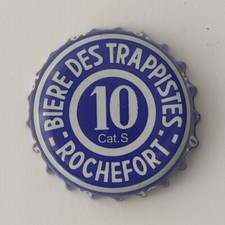 BIERE DES TRAPPISTES
10
Cat.S
- ROCHEFORT -